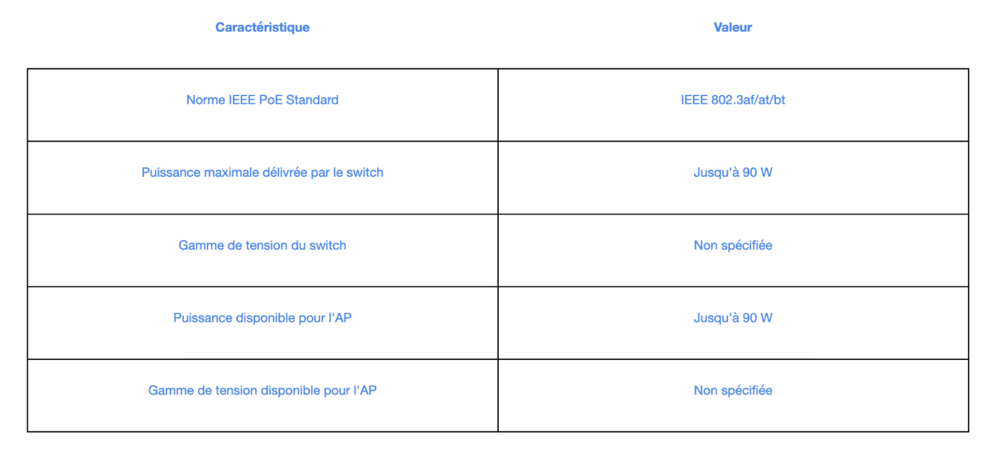 Caractéristique Valeur
Norme IEEE PoE Standard IEEE 802.3af/at/bt
Puissance maximale délivrée par le switch Jusqu'à 90 W
Gamme de tension du switch Non spécifiée
Puissance disponible pour l'AP Jusqu'à 90 W
Gamme de tension disponible pour l'AP Non spécifiée